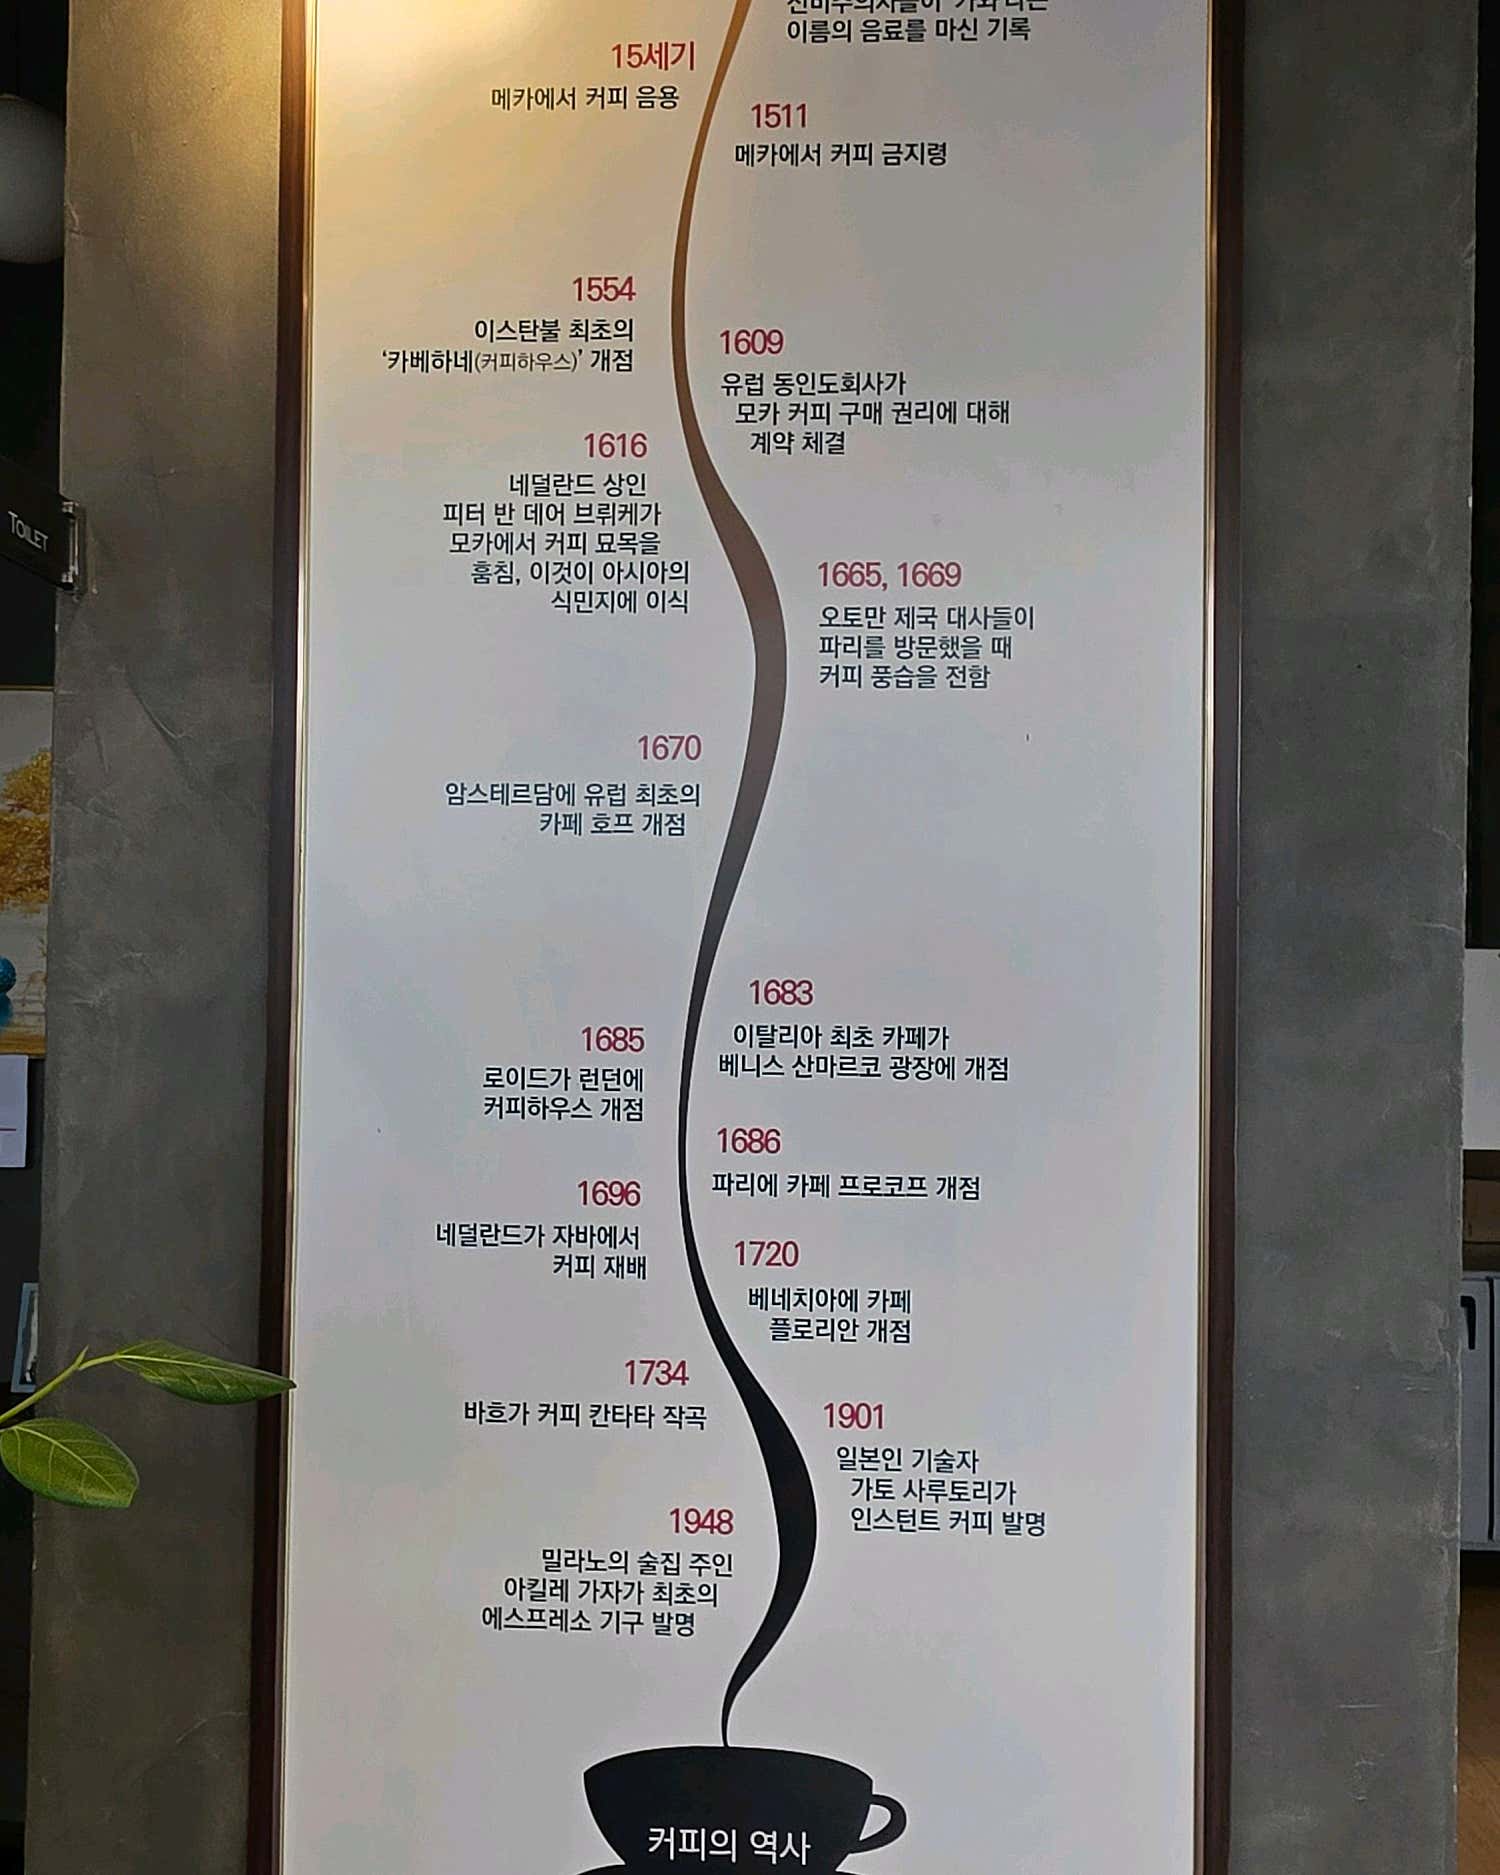 이름의 음료를 마신 기록
15세기
메카에서 커피 음용
1511
메카에서 커피 금지령
1554
이스탄불 최초의
‘카베하네(커피하우스)’ 개점
1609
유럽 동인도회사가
모카 커피 구매 권리에 대해
계약 체결
1616
네덜란드 상인
피터 반 데어 브뤼케가
모카에서 커피 묘목을
훔침, 이것이 아시아의
식민지에 이식
TOILET
1665, 1669
오토만 제국 대사들이
파리를 방문했을 때
커피 풍습을 전함
1670
암스테르담에 유럽 최초의
카페 호프 개점
1683
이탈리아 최초 카페가
베니스 산마르코 광장에 개점
1685
로이드가 런던에
커피하우스 개점
1686
파리에 카페 프로코프 개점
1696
네덜란드가 자바에서
커피 재배
1720
베네치아에 카페
플로리안 개점
1734
바흐가 커피 칸타타 작곡
1901
일본인 기술자
가토 사루토리가
인스턴트 커피 발명
1948
밀라노의 술집 주인
아킬레 가자가 최초의
에스프레소 기구 발명
커피의 역사